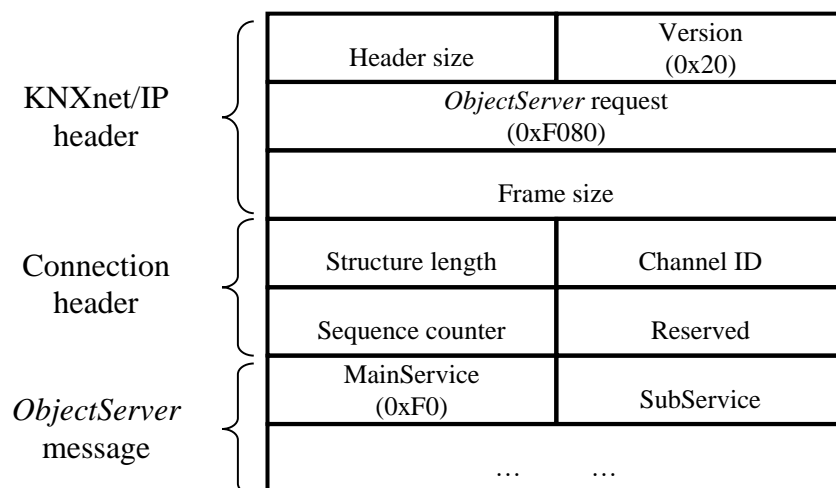 KNXnet/IP
header
Header size
Version
(0x20)
ObjectServer request
(0xF080)
Frame size
Connection
header
Structure length
Channel ID
Sequence counter
Reserved
ObjectServer
message
MainService
(0xF0)
SubService
… …